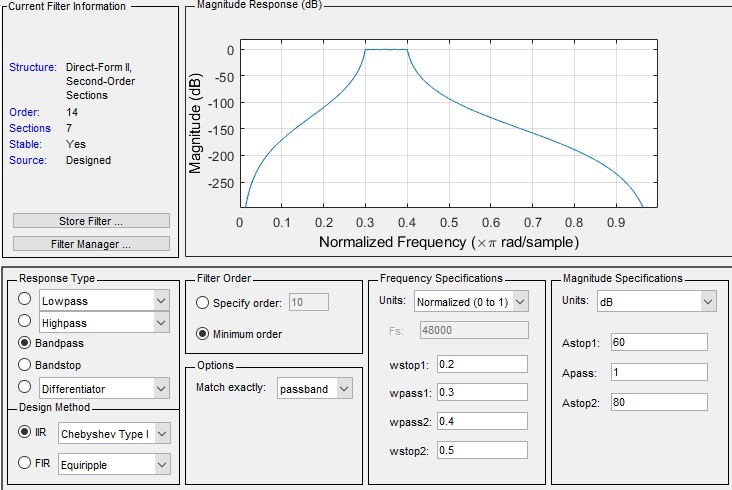 Current Filter Information
Structure: Direct-Form II,
Second-Order
Sections
Order: 14
Sections 7
Stable: Yes
Source: Designed
Store Filter ...
Filter Manager ...
Magnitude Response (dB)
Magnitude (dB)
0
-50
-100
-150
-200
-250
0 0.1 0.2 0.3 0.4 0.5 0.6 0.7 0.8 0.9
Normalized Frequency (×π rad/sample)
Response Type
Lowpass
Highpass
Bandpass
Bandstop
Differentiator
Design Method
IIR Chebyshev Type I
FIR Equiripple
Filter Order
Specify order: 10
Minimum order
Options
Match exactly: passband
Frequency Specifications
Units: Normalized (0 to 1)
Fs: 48000
wstop1: 0.2
wpass1: 0.3
wpass2: 0.4
wstop2: 0.5
Magnitude Specifications
Units: dB
Astop1: 60
Apass: 1
Astop2: 80